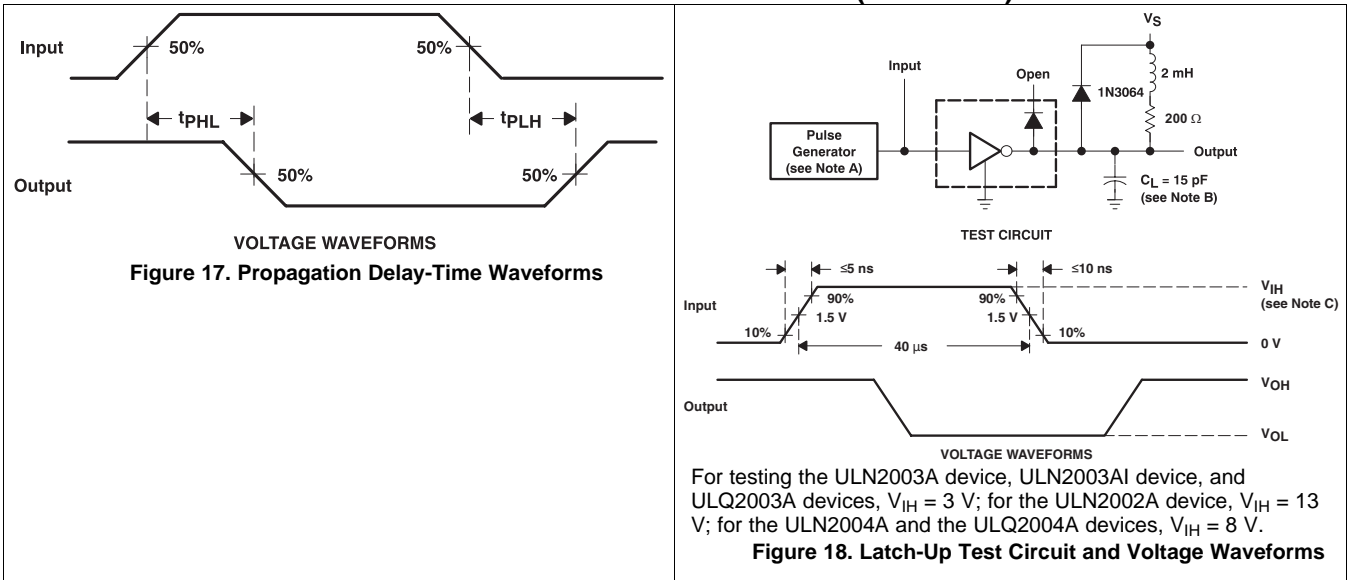 Input
50%
50%
tPHL
tPLH
Output
50%
50%
VOLTAGE WAVEFORMS
Figure 17. Propagation Delay-Time Waveforms
VS
Input
Open
1N3064
2 mH
200 Ω
Pulse
Generator
(see Note A)
Output
CL = 15 pF
(see Note B)
TEST CIRCUIT
≤5 ns
≤10 ns
VIH
(see Note C)
Input
90%
90%
1.5 V
1.5 V
10%
10%
40 μs
0 V
VOH
Output
VOL
VOLTAGE WAVEFORMS
For testing the ULN2003A device, ULN2003AI device, and
ULQ2003A devices, VIH = 3 V; for the ULN2002A device, VIH = 13
V; for the ULN2004A and the ULQ2004A devices, VIH = 8 V.
Figure 18. Latch-Up Test Circuit and Voltage Waveforms